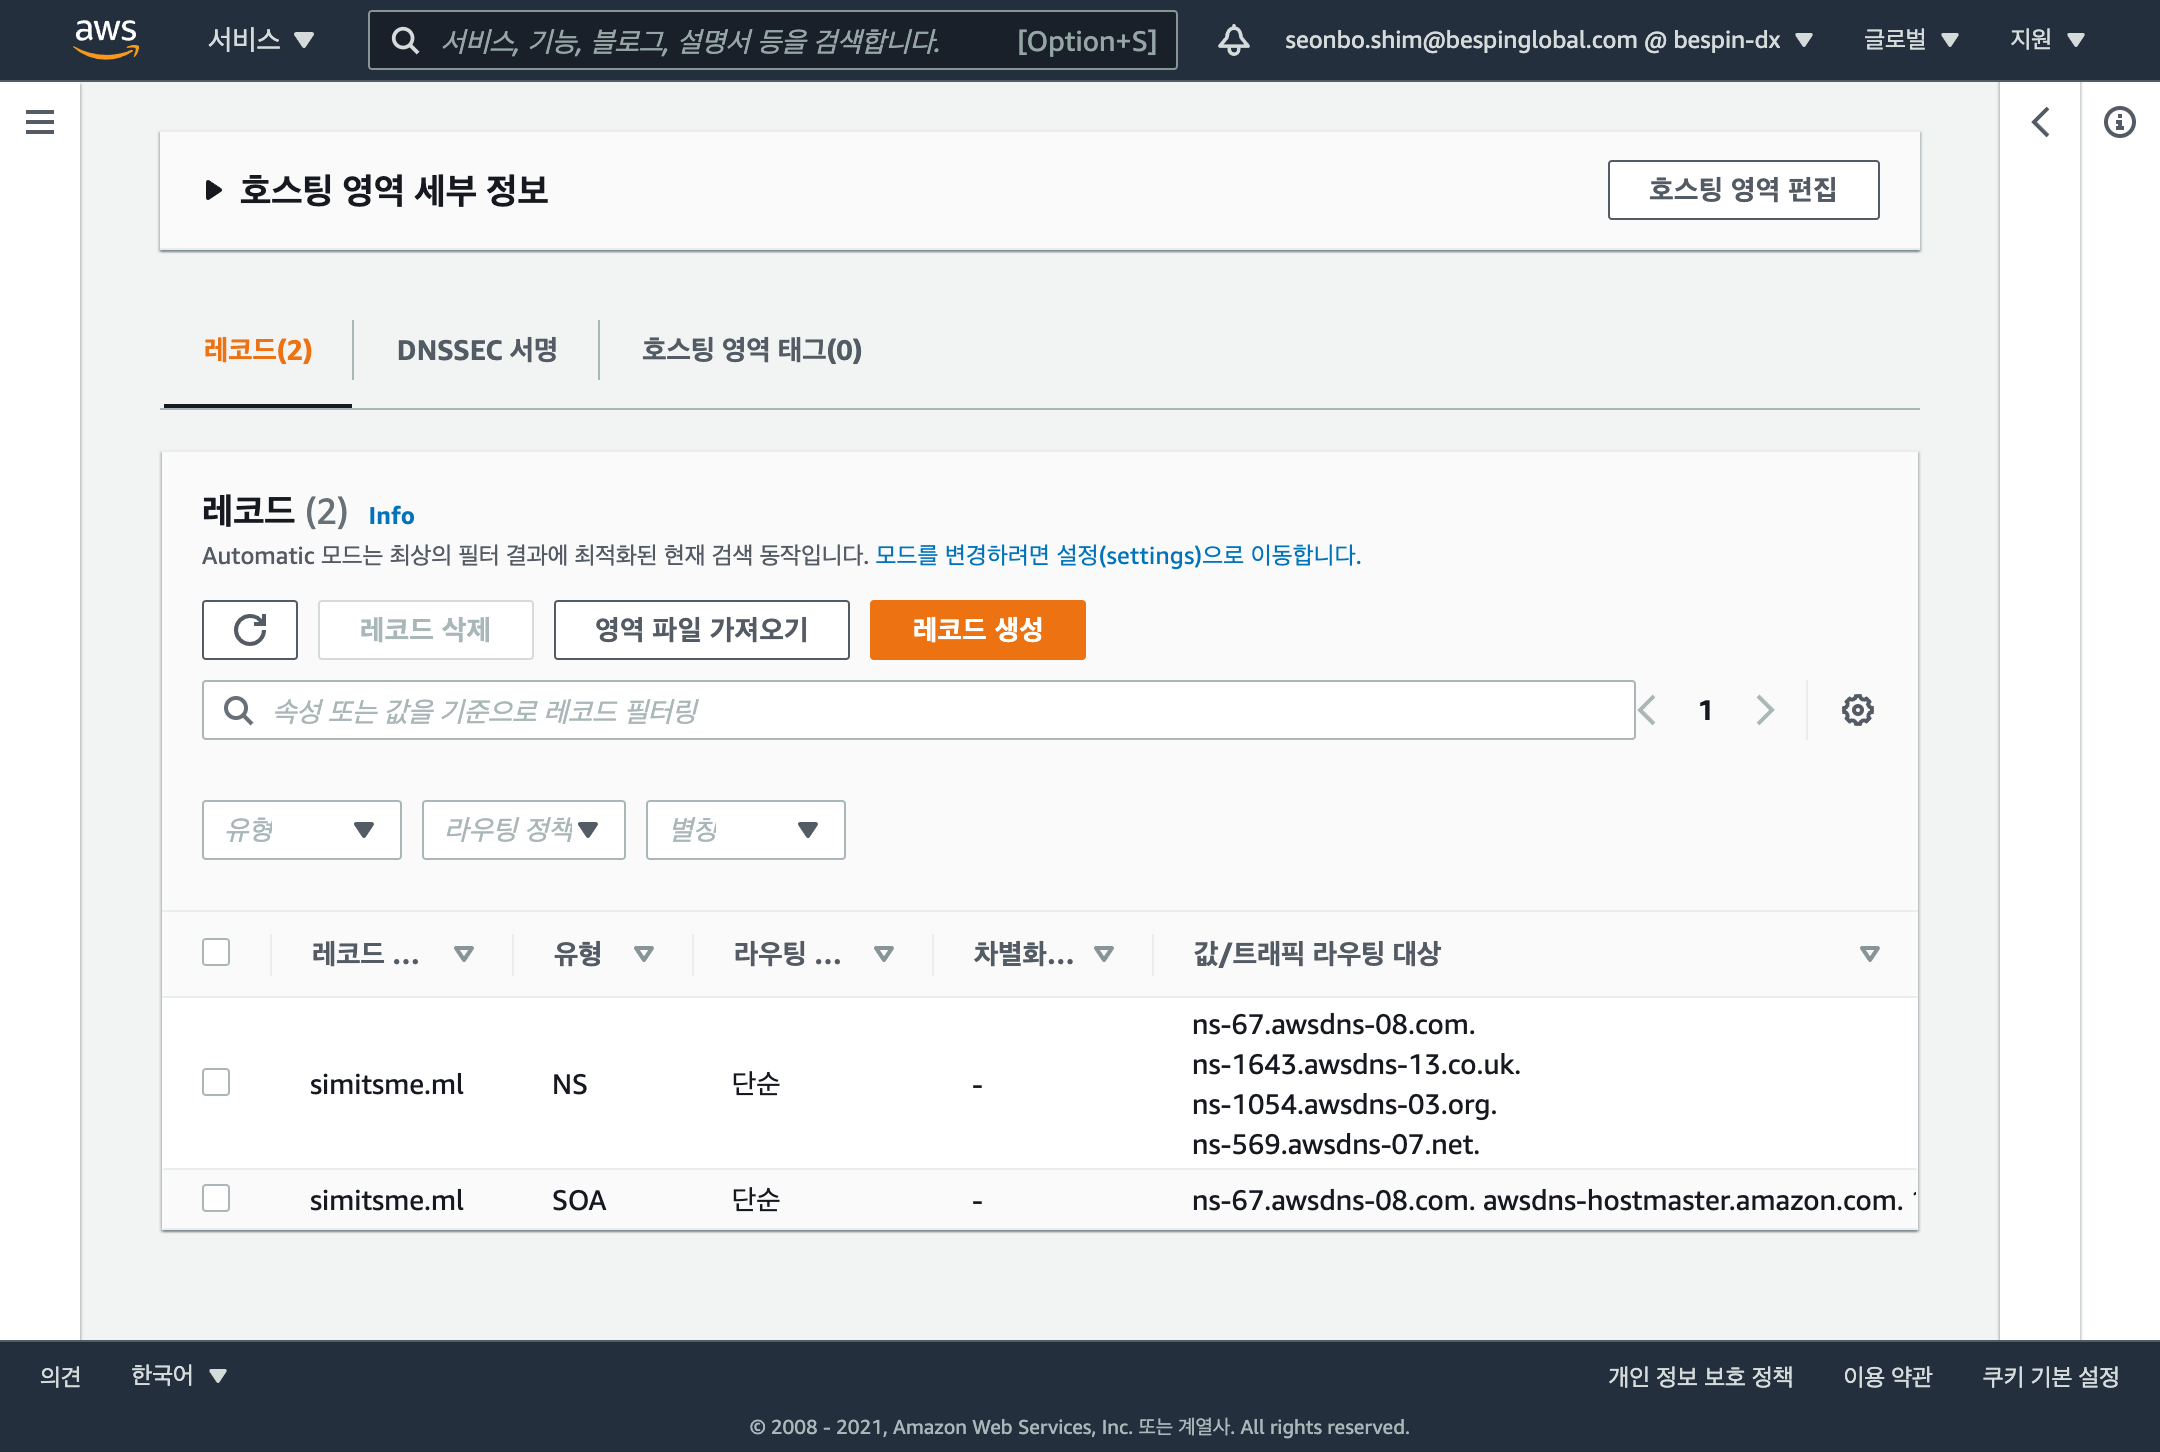 aws
서비스
서비스, 기능, 블로그, 설명서 등을 검색합니다.
[Option+S]
seonbo.shim@bespinglobal.com @ bespin-dx
글로벌
지원
호스팅 영역 세부 정보
호스팅 영역 편집
레코드(2)
DNSSEC 서명
호스팅 영역 태그(0)
레코드 (2) Info
Automatic 모드는 최상의 필터 결과에 최적화된 현재 검색 동작입니다. 모드를 변경하려면 설정(settings)으로 이동합니다.
레코드 삭제
영역 파일 가져오기
레코드 생성
속성 또는 값을 기준으로 레코드 필터링
1
유형
라우팅 정책
별칭
레코드 ...
유형
라우팅 ...
차별화...
값/트래픽 라우팅 대상
ns-67.awsdns-08.com.
ns-1643.awsdns-13.co.uk.
simitsme.ml NS 단순 -
ns-1054.awsdns-03.org.
ns-569.awsdns-07.net.
simitsme.ml SOA 단순 - ns-67.awsdns-08.com. awsdns-hostmaster.amazon.com.
의견
한국어
개인 정보 보호 정책
이용 약관
쿠키 기본 설정
© 2008 - 2021, Amazon Web Services, Inc. 또는 계열사. All rights reserved.